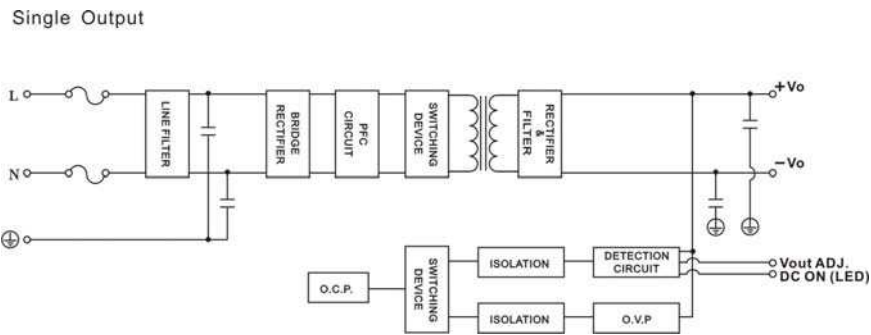 Single Output
L
N
LINE FILTER
BRIDGE
RECTIFIER
PFC
CIRCUIT
SWITCHING
DEVICE
RECTIFIER
&
FILTER
+Vo
-Vo
O.C.P.
SWITCHING
DEVICE
ISOLATION
DETECTION
CIRCUIT
Vout ADJ.
DC ON (LED)
ISOLATION
O.V.P